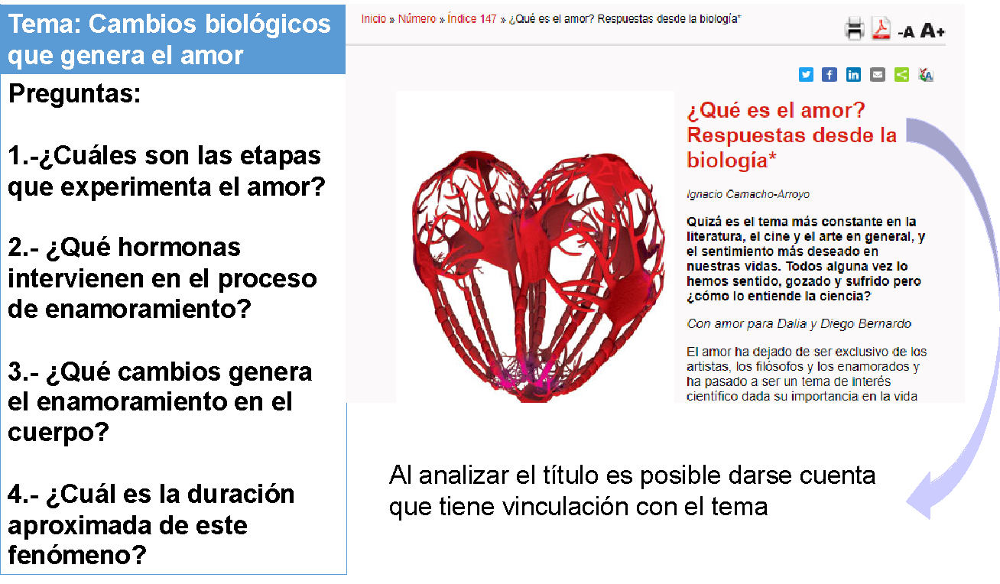 Tema: Cambios biológicos
que genera el amor
Preguntas:
1.-¿Cuáles son las etapas
que experimenta el amor?
2.- ¿Qué hormonas
intervienen en el proceso
de enamoramiento?
3.- ¿Qué cambios genera
el enamoramiento en el
cuerpo?
4.- ¿Cuál es la duración
aproximada de este
fenómeno?
Inicio » Número » Índice 147 » ¿Qué es el amor? Respuestas desde la biología*
-A A+
¿Qué es el amor?
Respuestas desde la
biología*
Ignacio Camacho-Arroyo
Quizá es el tema más constante en la
literatura, el cine y el arte en general, y
el sentimiento más deseado en
nuestras vidas. Todos alguna vez lo
hemos sentido, gozado y sufrido pero
¿cómo lo entiende la ciencia?
Con amor para Dalia y Diego Bernardo
El amor ha dejado de ser exclusivo de los
artistas, los filósofos y los enamorados y
ha pasado a ser un tema de interés
científico dada su importancia en la vida
Al analizar el título es posible darse cuenta
que tiene vinculación con el tema